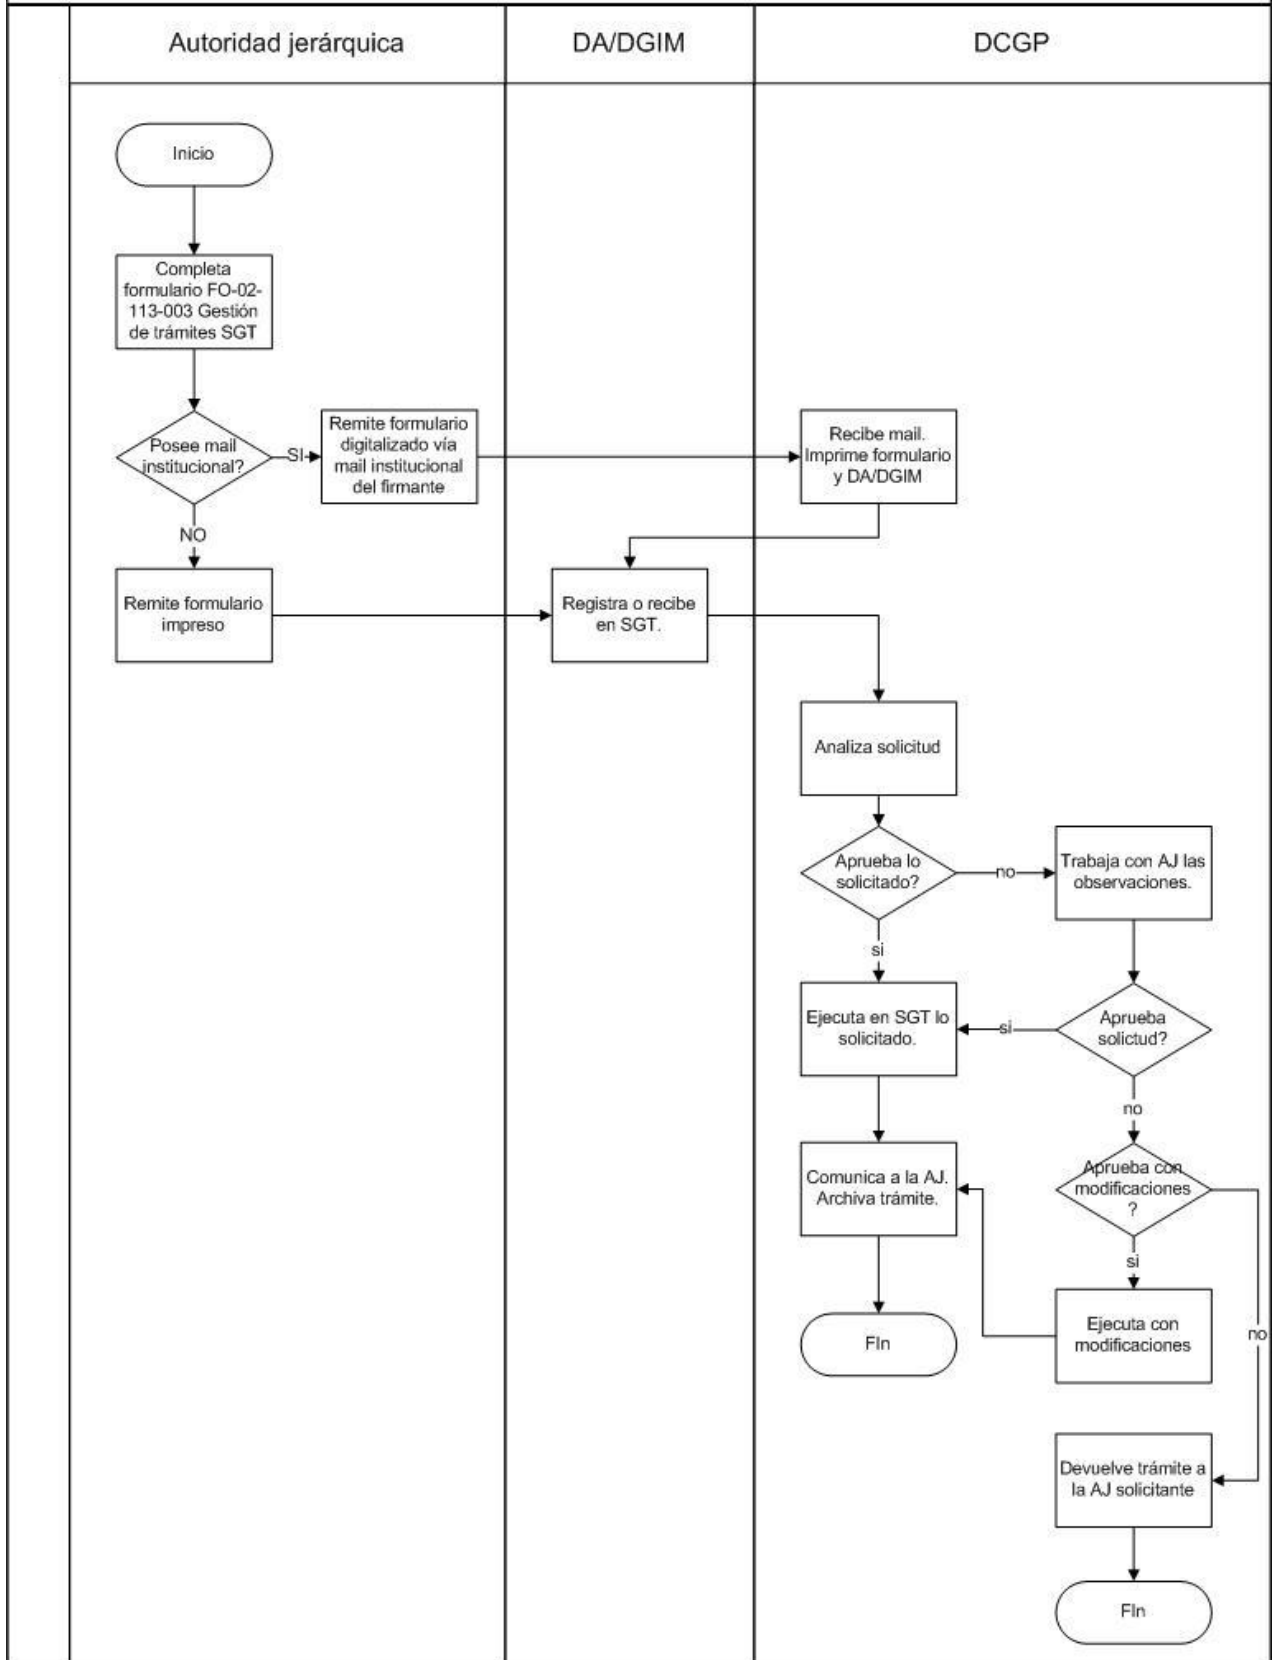 Autoridad jerárquica
DA/DGIM
DCGP
Inicio
Completa
formulario FO-02-
113-003 Gestión
de trámites SGT
Posee mail
institucional?
SI
Remite formulario
digitalizado vía
mail institucional
del firmante
Recibe mail.
Imprime formulario
y DA/DGIM
NO
Remite formulario
impreso
Registra o recibe
en SGT.
Analiza solicitud
Aprueba lo
solicitado?
no
Trabaja con AJ las
observaciones.
si
Ejecuta en SGT lo
solicitado.
si
Aprueba
solictud?
no
Comunica a la AJ.
Archiva trámite.
Aprueba con
modificaciones
?
si
FIn
Ejecuta con
modificaciones
no
Devuelve trámite a
la AJ solicitante
FIn